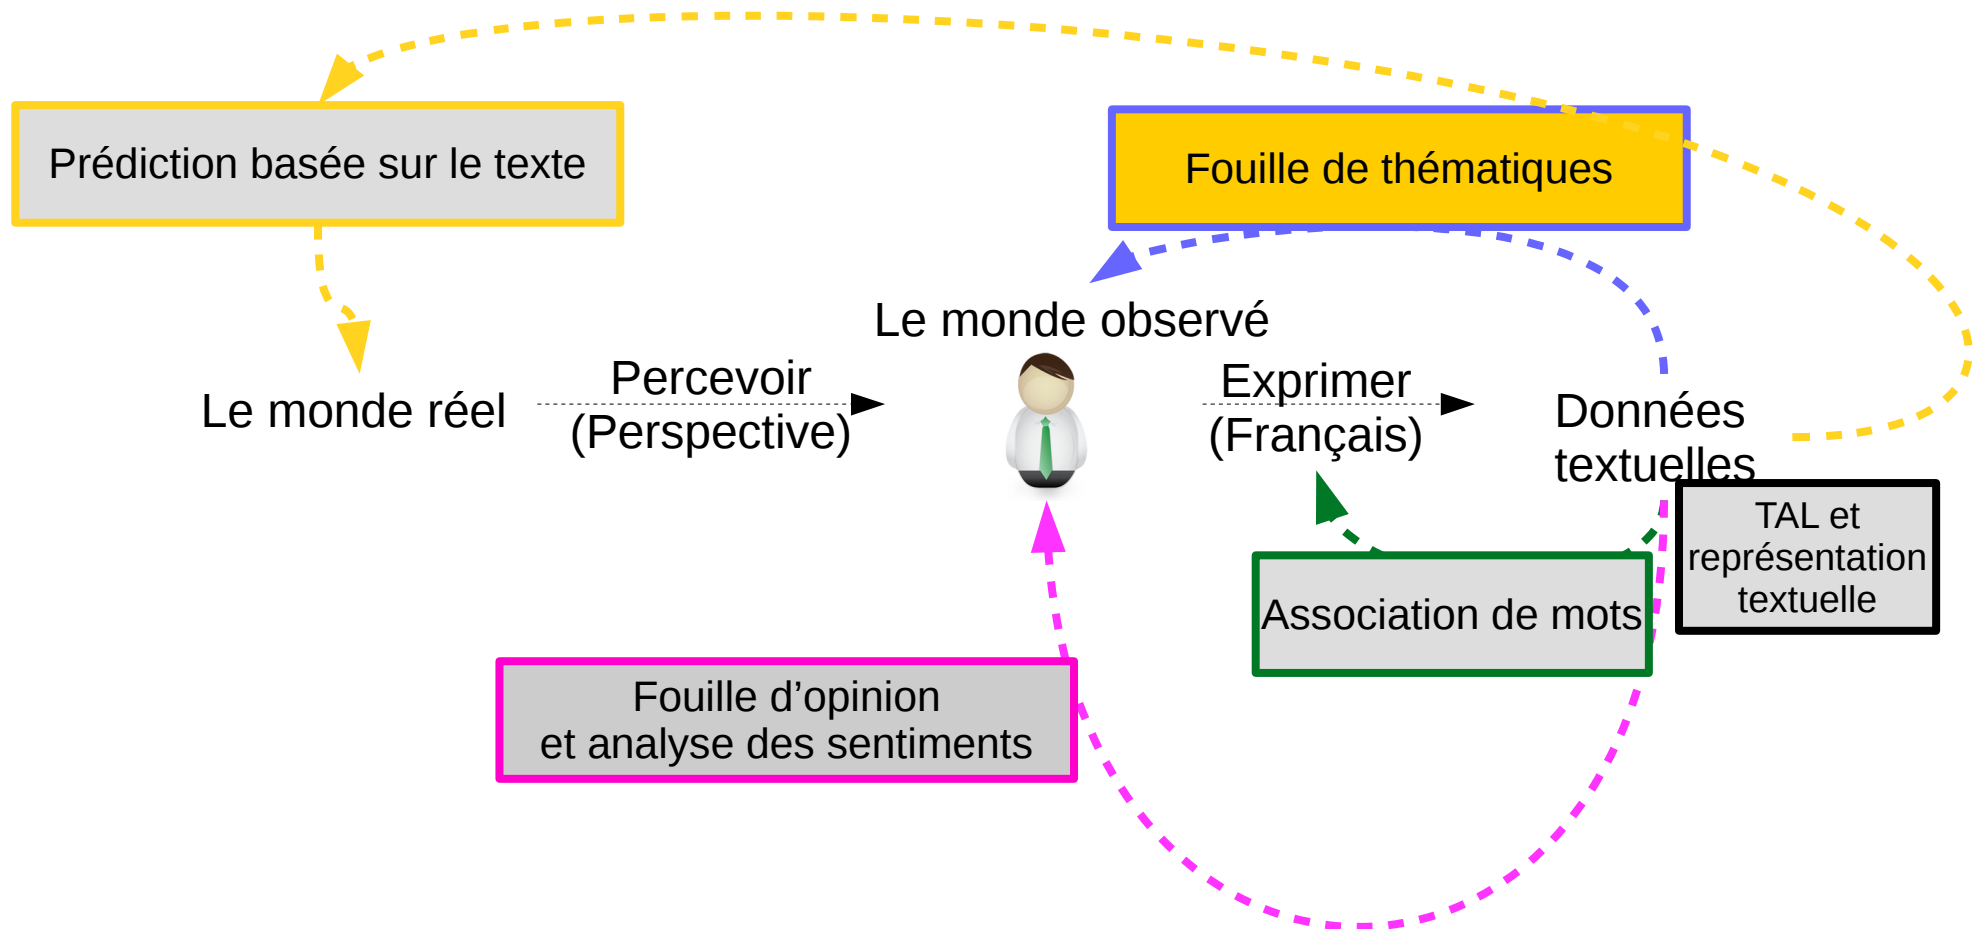 Prédiction basée sur le texte
Fouille de thématiques
Le monde observé
Le monde réel
Percevoir
(Perspective)
Exprimer
(Français)
Données
textuelles
TAL et
représentation
textuelle
Association de mots
Fouille d’opinion
et analyse des sentiments